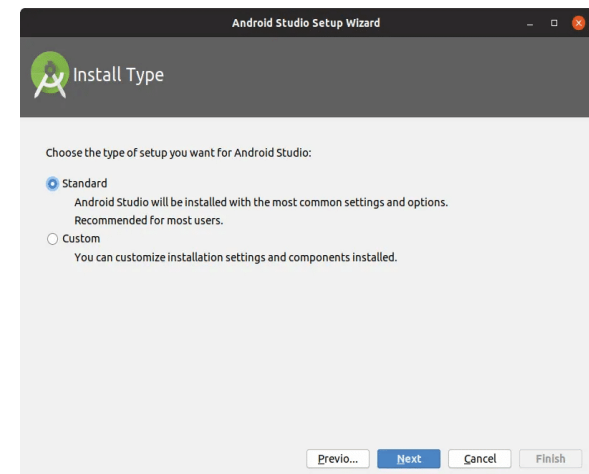 Android Studio Setup Wizard
Install Type
Choose the type of setup you want for Android Studio:
Standard
Android Studio will be installed with the most common settings and options.
Recommended for most users.
Custom
You can customize installation settings and components installed.
Previo... Next Cancel Finish